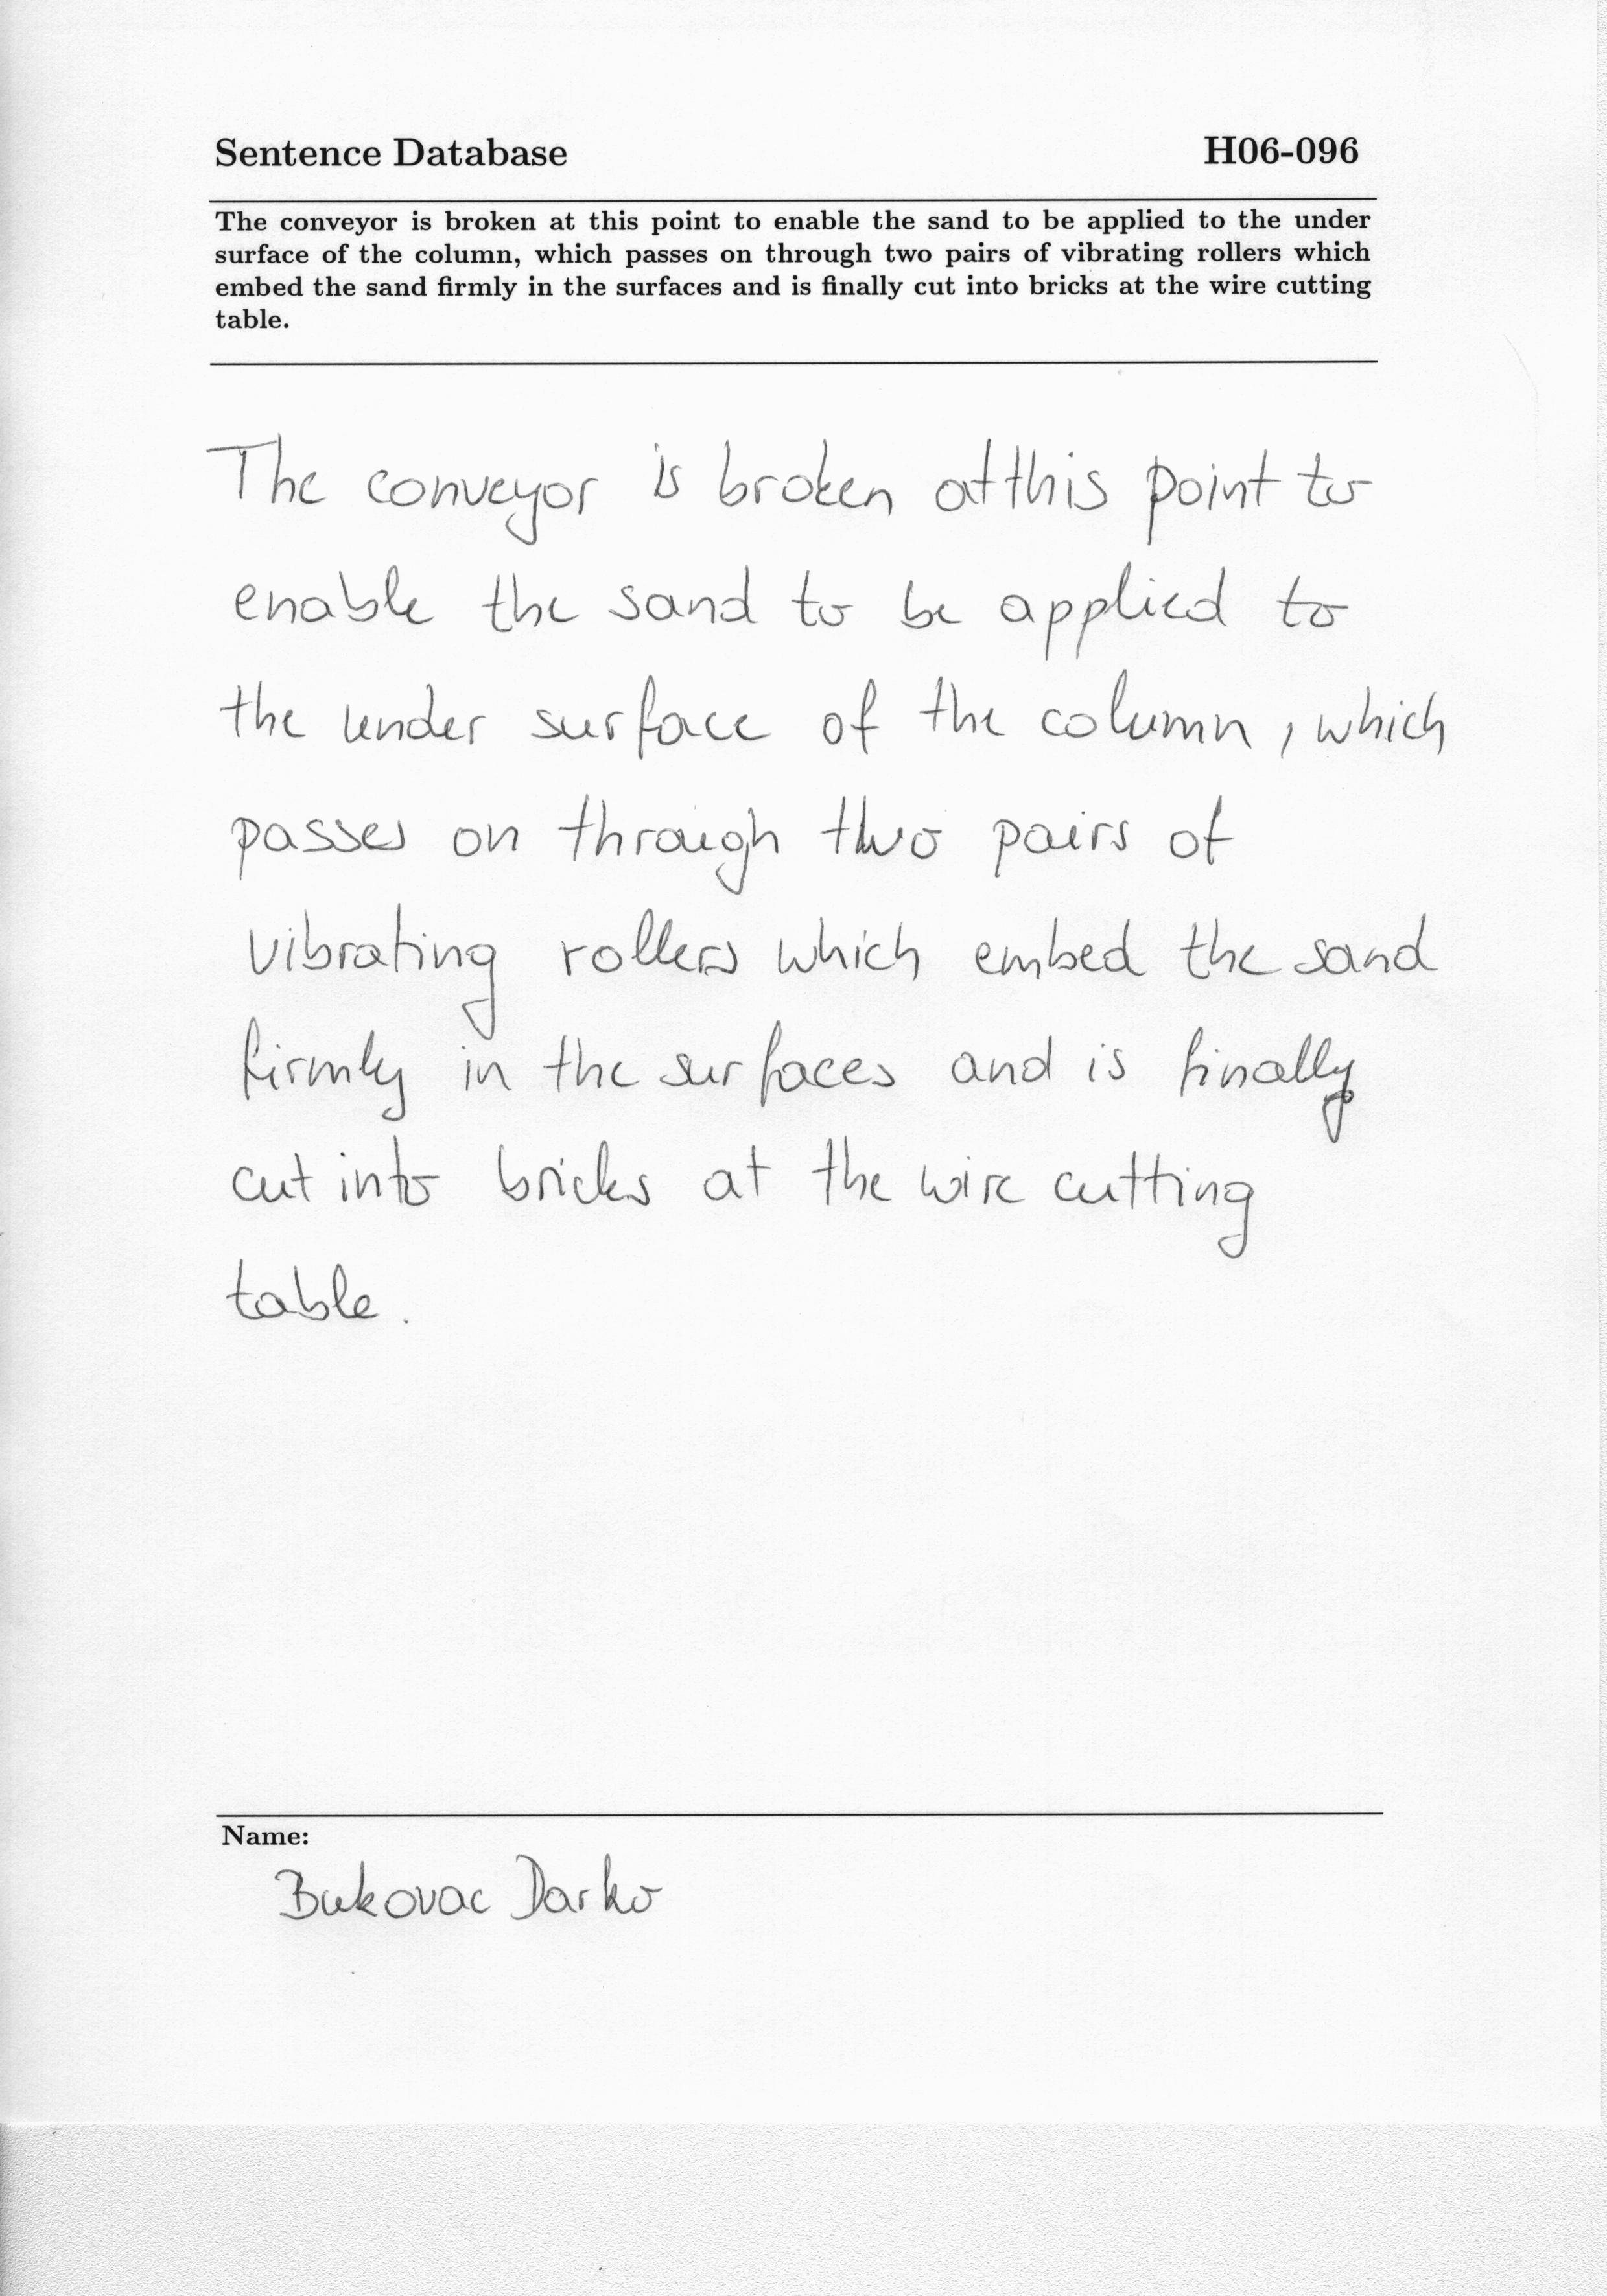 Sentence Database H06-096
The conveyor is broken at this point to enable the sand to be applied to the under
surface of the column, which passes on through two pairs of vibrating rollers which
embed the sand firmly in the surfaces and is finally cut into bricks at the wire cutting
table.
The conveyor is broken at this point to
enable the sand to be applied to
the under surface of the column, which
passes on through two pairs of
vibrating rollers which embed the sand
firmly in the surfaces and is finally
cut into bricks at the wire cutting
table.
Name:
Bukovac Darko